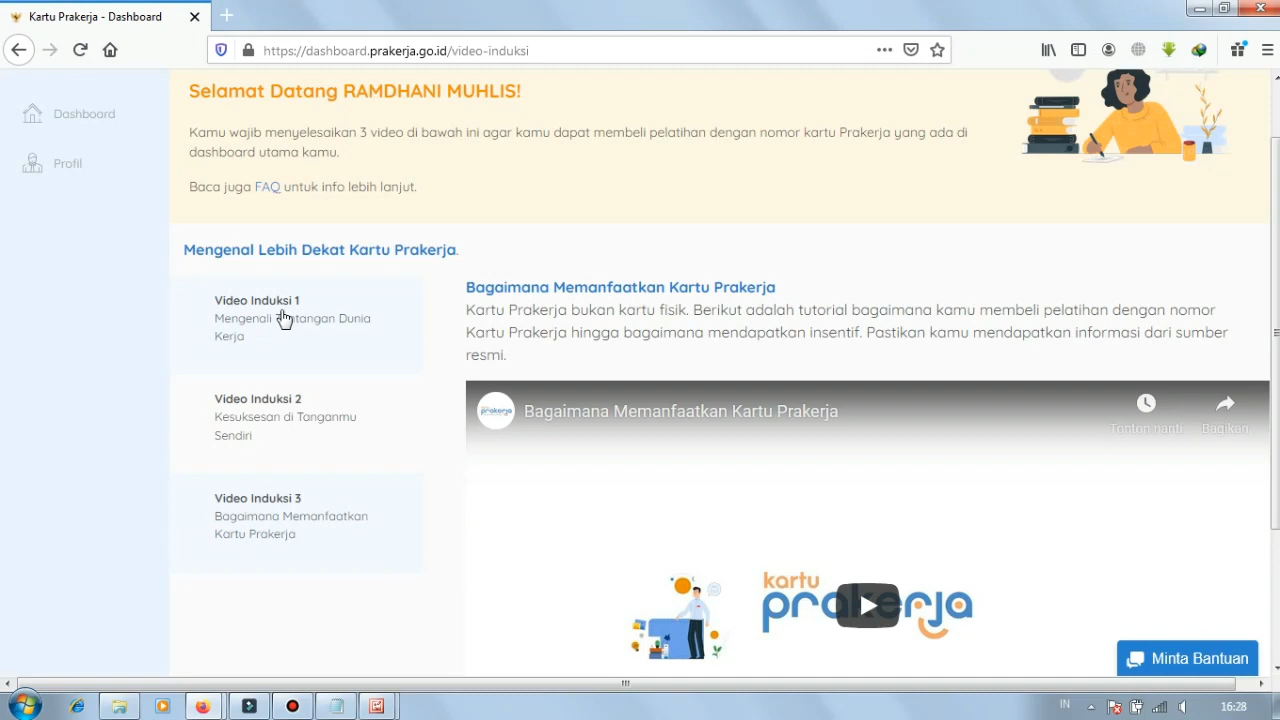 Kartu Prakerja - Dashboard
https://dashboard.prakerja.go.id/video-induksi
Dashboard
Profil
Selamat Datang RAMDHANI MUHLIS!
Kamu wajib menyelesaikan 3 video di bawah ini agar kamu dapat membeli pelatihan dengan nomor kartu Prakerja yang ada di
dashboard utama kamu.
Baca juga FAQ untuk info lebih lanjut.
Mengenal Lebih Dekat Kartu Prakerja.
Video Induksi 1
Mengenali Tantangan Dunia
Kerja
Video Induksi 2
Kesuksesan di Tanganmu
Sendiri
Video Induksi 3
Bagaimana Memanfaatkan
Kartu Prakerja
Bagaimana Memanfaatkan Kartu Prakerja
Kartu Prakerja bukan kartu fisik. Berikut adalah tutorial bagaimana kamu membeli pelatihan dengan nomor
Kartu Prakerja hingga bagaimana mendapatkan insentif. Pastikan kamu mendapatkan informasi dari sumber
resmi.
prakerja
Bagaimana Memanfaatkan Kartu Prakerja
Tonton nanti
Bagikan
kartu
prakerja
Minta Bantuan
IN
16:28